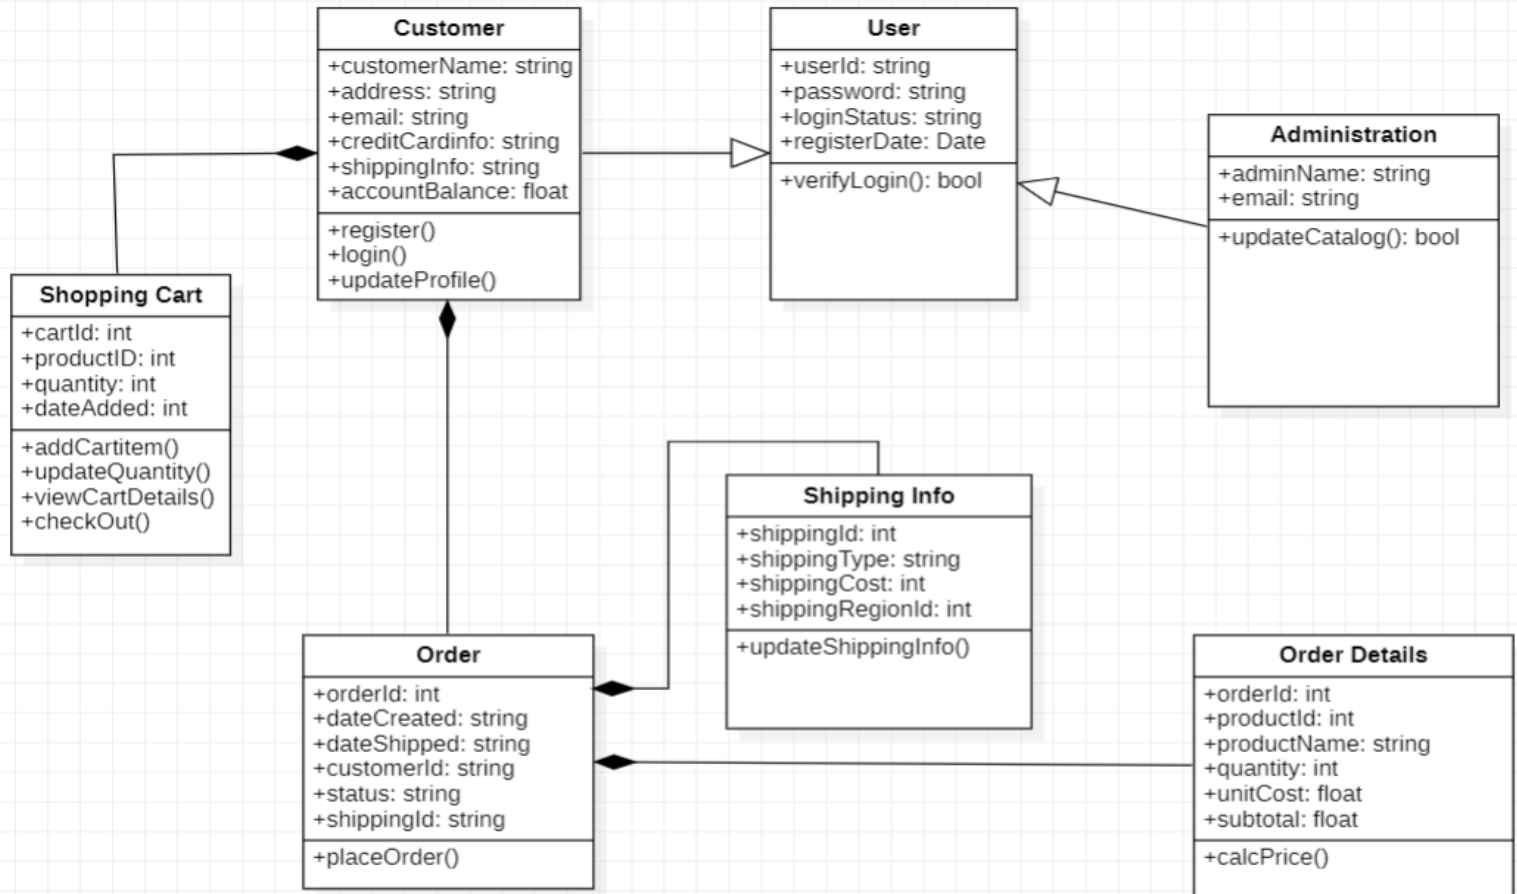 Customer
+customerName: string
+address: string
+email: string
+creditCardinfo: string
+shippingInfo: string
+accountBalance: float
+register()
+login()
+updateProfile()
User
+userId: string
+password: string
+loginStatus: string
+registerDate: Date
+verifyLogin(): bool
Administration
+adminName: string
+email: string
+updateCatalog(): bool
Shopping Cart
+cartId: int
+productID: int
+quantity: int
+dateAdded: int
+addCartitem()
+updateQuantity()
+viewCartDetails()
+checkOut()
Shipping Info
+shippingId: int
+shippingType: string
+shippingCost: int
+shippingRegionId: int
+updateShippingInfo()
Order
+orderId: int
+dateCreated: string
+dateShipped: string
+customerId: string
+status: string
+shippingId: string
+placeOrder()
Order Details
+orderId: int
+productId: int
+productName: string
+quantity: int
+unitCost: float
+subtotal: float
+calcPrice()